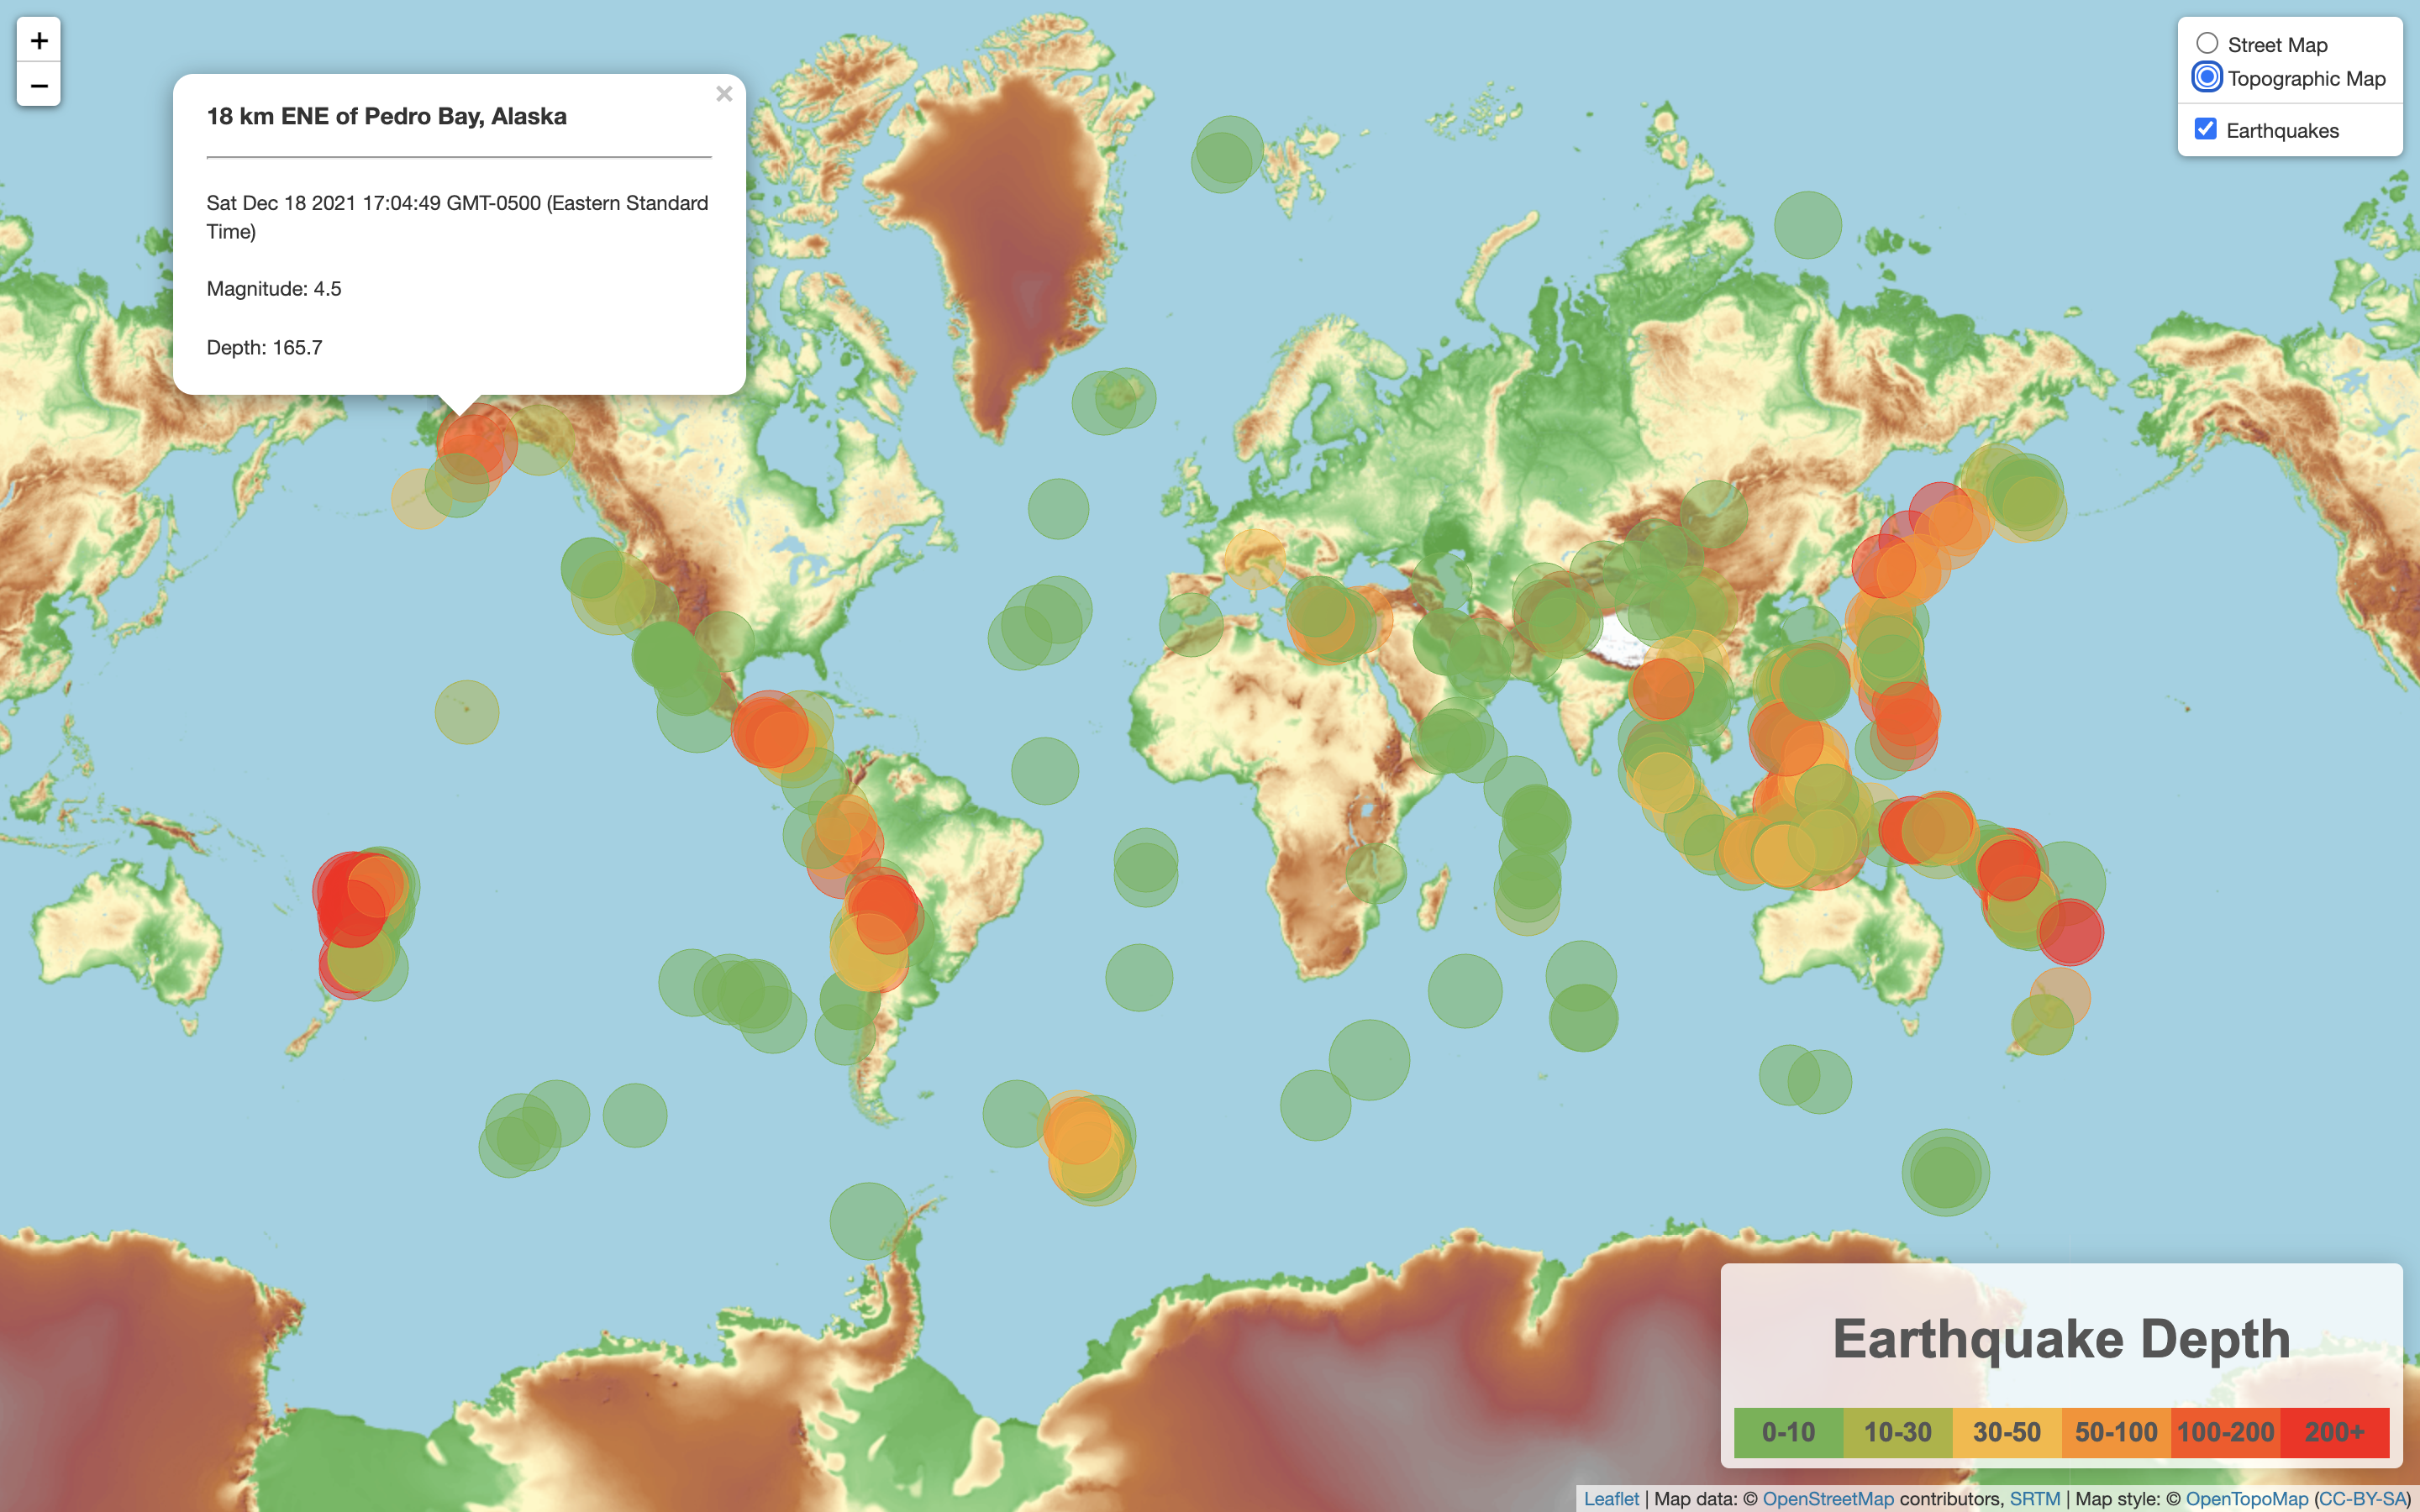 +
−
18 km ENE of Pedro Bay, Alaska
×
Sat Dec 18 2021 17:04:49 GMT-0500 (Eastern Standard
Time)
Magnitude: 4.5
Depth: 165.7
Street Map
Topographic Map
Earthquakes
Earthquake Depth
0-10 10-30 30-50 50-100 100-200 200+
Leaflet | Map data: © OpenStreetMap contributors, SRTM | Map style: © OpenTopoMap (CC-BY-SA)